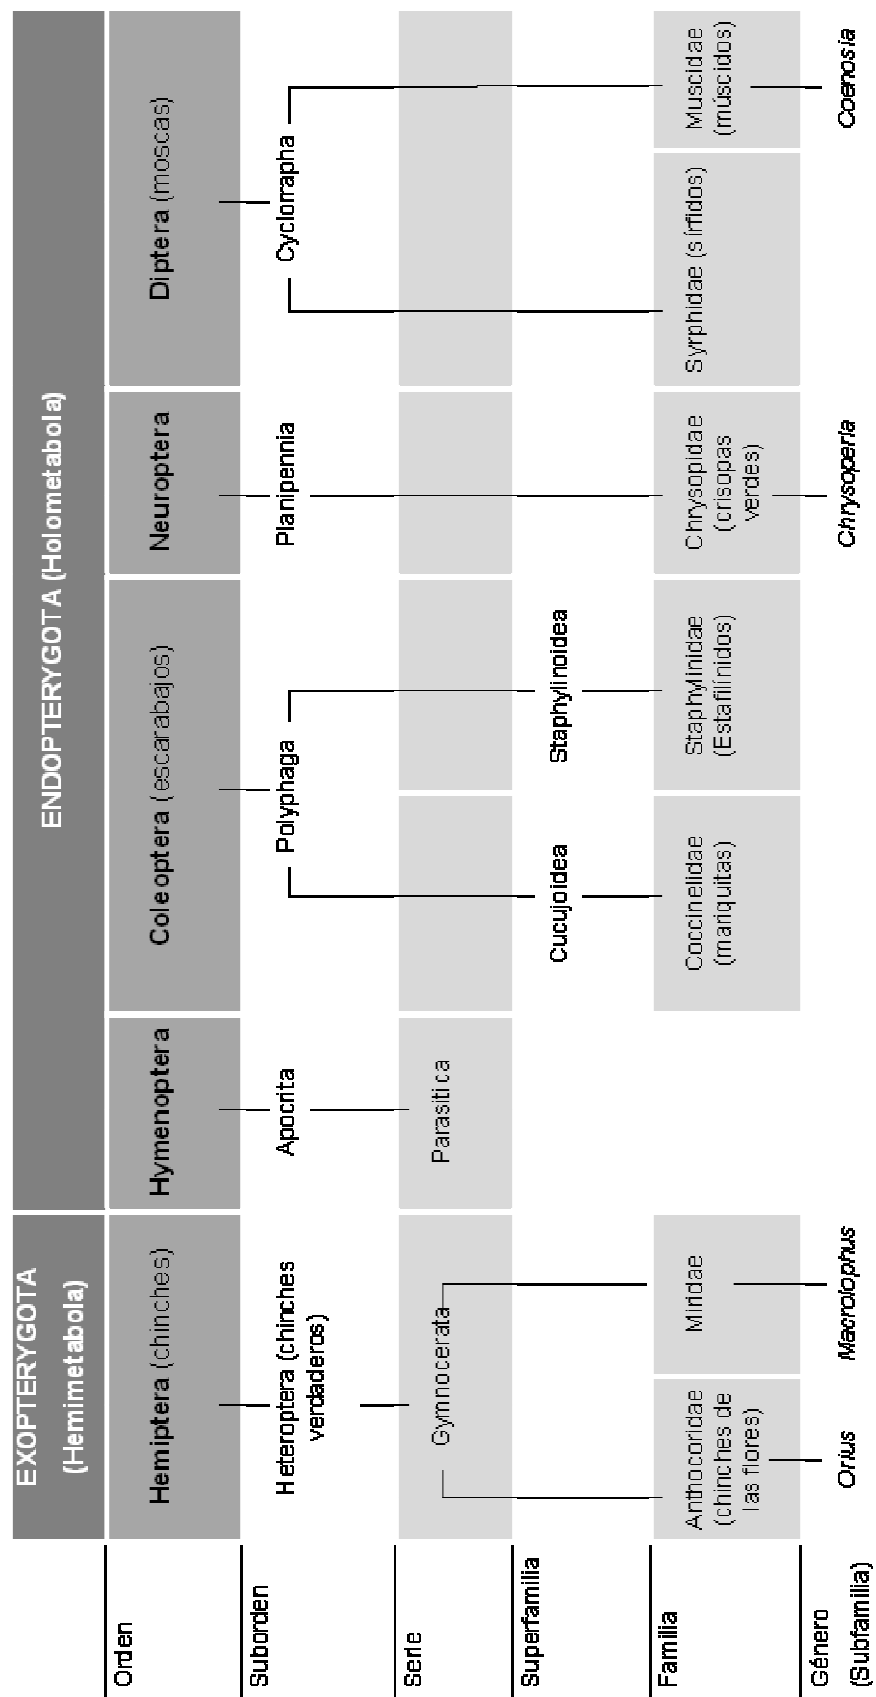 EXOPTERYGOTA
(Hemimetabola)
ENDOPTERYGOTA (Holometabola)
Orden
Hemiptera (chinches)
Hymenoptera
Coleoptera (escarabajos)
Neuroptera
Diptera (moscas)
Suborden
Heteroptera (chinches
verdaderos)
Apocrita
Polyphaga
Planipennia
Cyclorrapha
Serie
Gymnocerata
Parasitica
Superfamilia
Cucujoidea
Staphylinoidea
Familia
Anthocoridae
(chinches de
las flores)
Miridae
Coccinelidae
(mariquitas)
Staphylinidae
(Estafilínidos)
Chrysopidae
(crisopas
verdes)
Syrphidae (sírfidos)
Muscidae
(múscidos)
Género
(Subfamilia)
Orius
Macrolophus
Chrysoperla
Coenosia